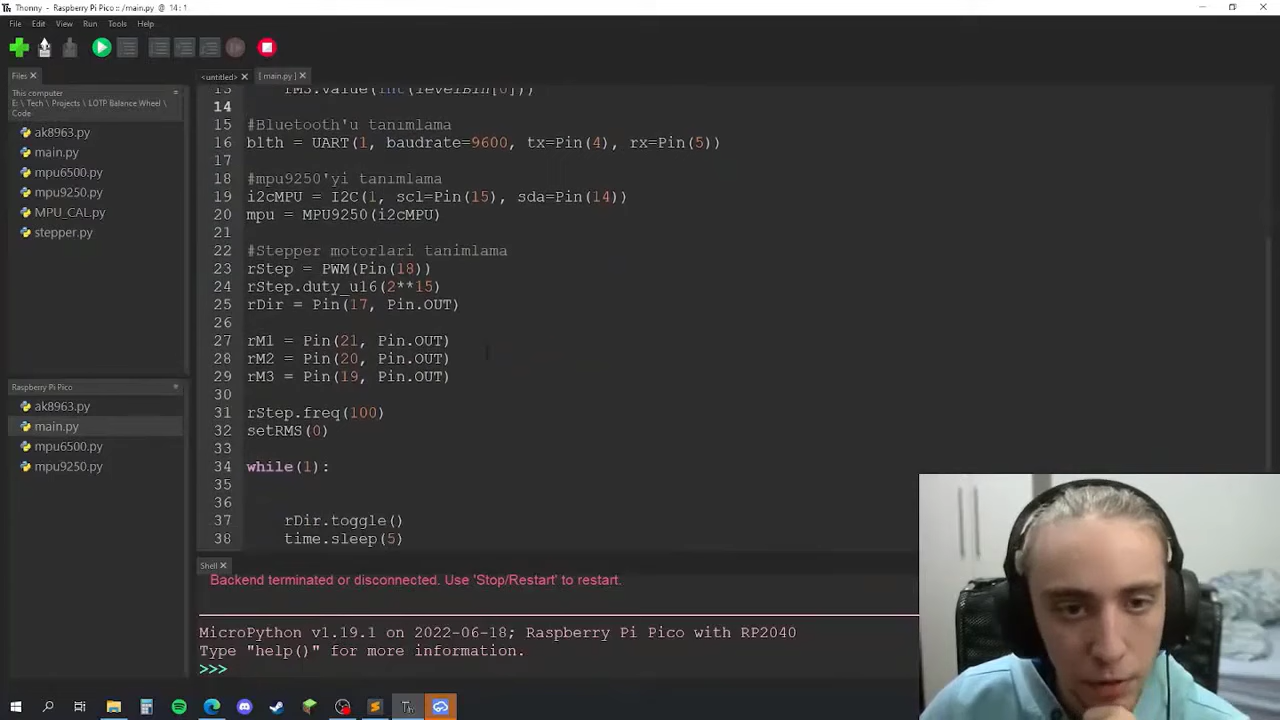 Thonny - Raspberry Pi Pico :: /main.py @ 14 : 1
File Edit View Run Tools Help
Files
<untitled> [ main.py ]
This computer
E: \ Tech \ Projects \ LOTP Balance Wheel \ Code
ak8963.py
main.py
mpu6500.py
mpu9250.py
MPU_CAL.py
stepper.py
Raspberry Pi Pico
ak8963.py
main.py
mpu6500.py
mpu9250.py
13 rM3.value(int(levelBin[0]))
14
15 #Bluetooth'u tanimlama
16 blth = UART(1, baudrate=9600, tx=Pin(4), rx=Pin(5))
17
18 #mpu9250'yi tanimlama
19 i2cMPU = I2C(1, scl=Pin(15), sda=Pin(14))
20 mpu = MPU9250(i2cMPU)
21
22 #Stepper motorlari tanimlama
23 rStep = PWM(Pin(18))
24 rStep.duty_u16(2**15)
25 rDir = Pin(17, Pin.OUT)
26
27 rM1 = Pin(21, Pin.OUT)
28 rM2 = Pin(20, Pin.OUT)
29 rM3 = Pin(19, Pin.OUT)
30
31 rStep.freq(100)
32 setRMS(0)
33
34 while(1):
35
36
37 rDir.toggle()
38 time.sleep(5)
Shell
Backend terminated or disconnected. Use 'Stop/Restart' to restart.
MicroPython v1.19.1 on 2022-06-18; Raspberry Pi Pico with RP2040
Type "help()" for more information.
>>>